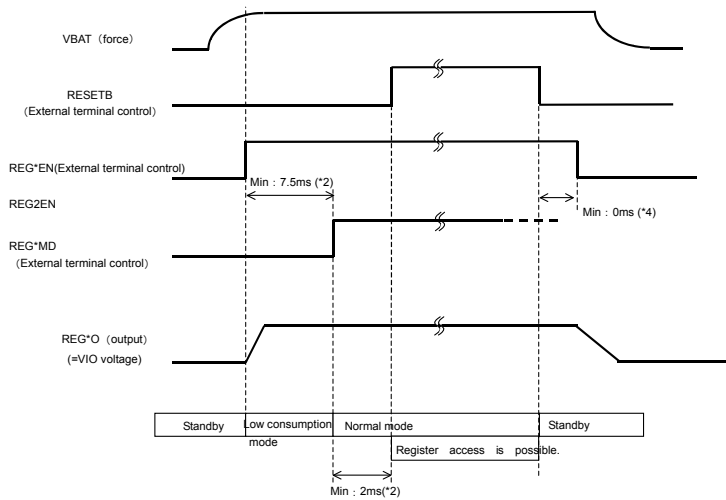 VBAT（force）
RESETB
（External terminal control）
REG*EN(External terminal control)
Min : 7.5ms (*2)
REG2EN
Min : 0ms (*4)
REG*MD
（External terminal control）
REG*O（output）
(=VIO voltage)
Standby
Low consumption
mode
Normal mode
Standby
Register access is possible.
Min : 2ms(*2)